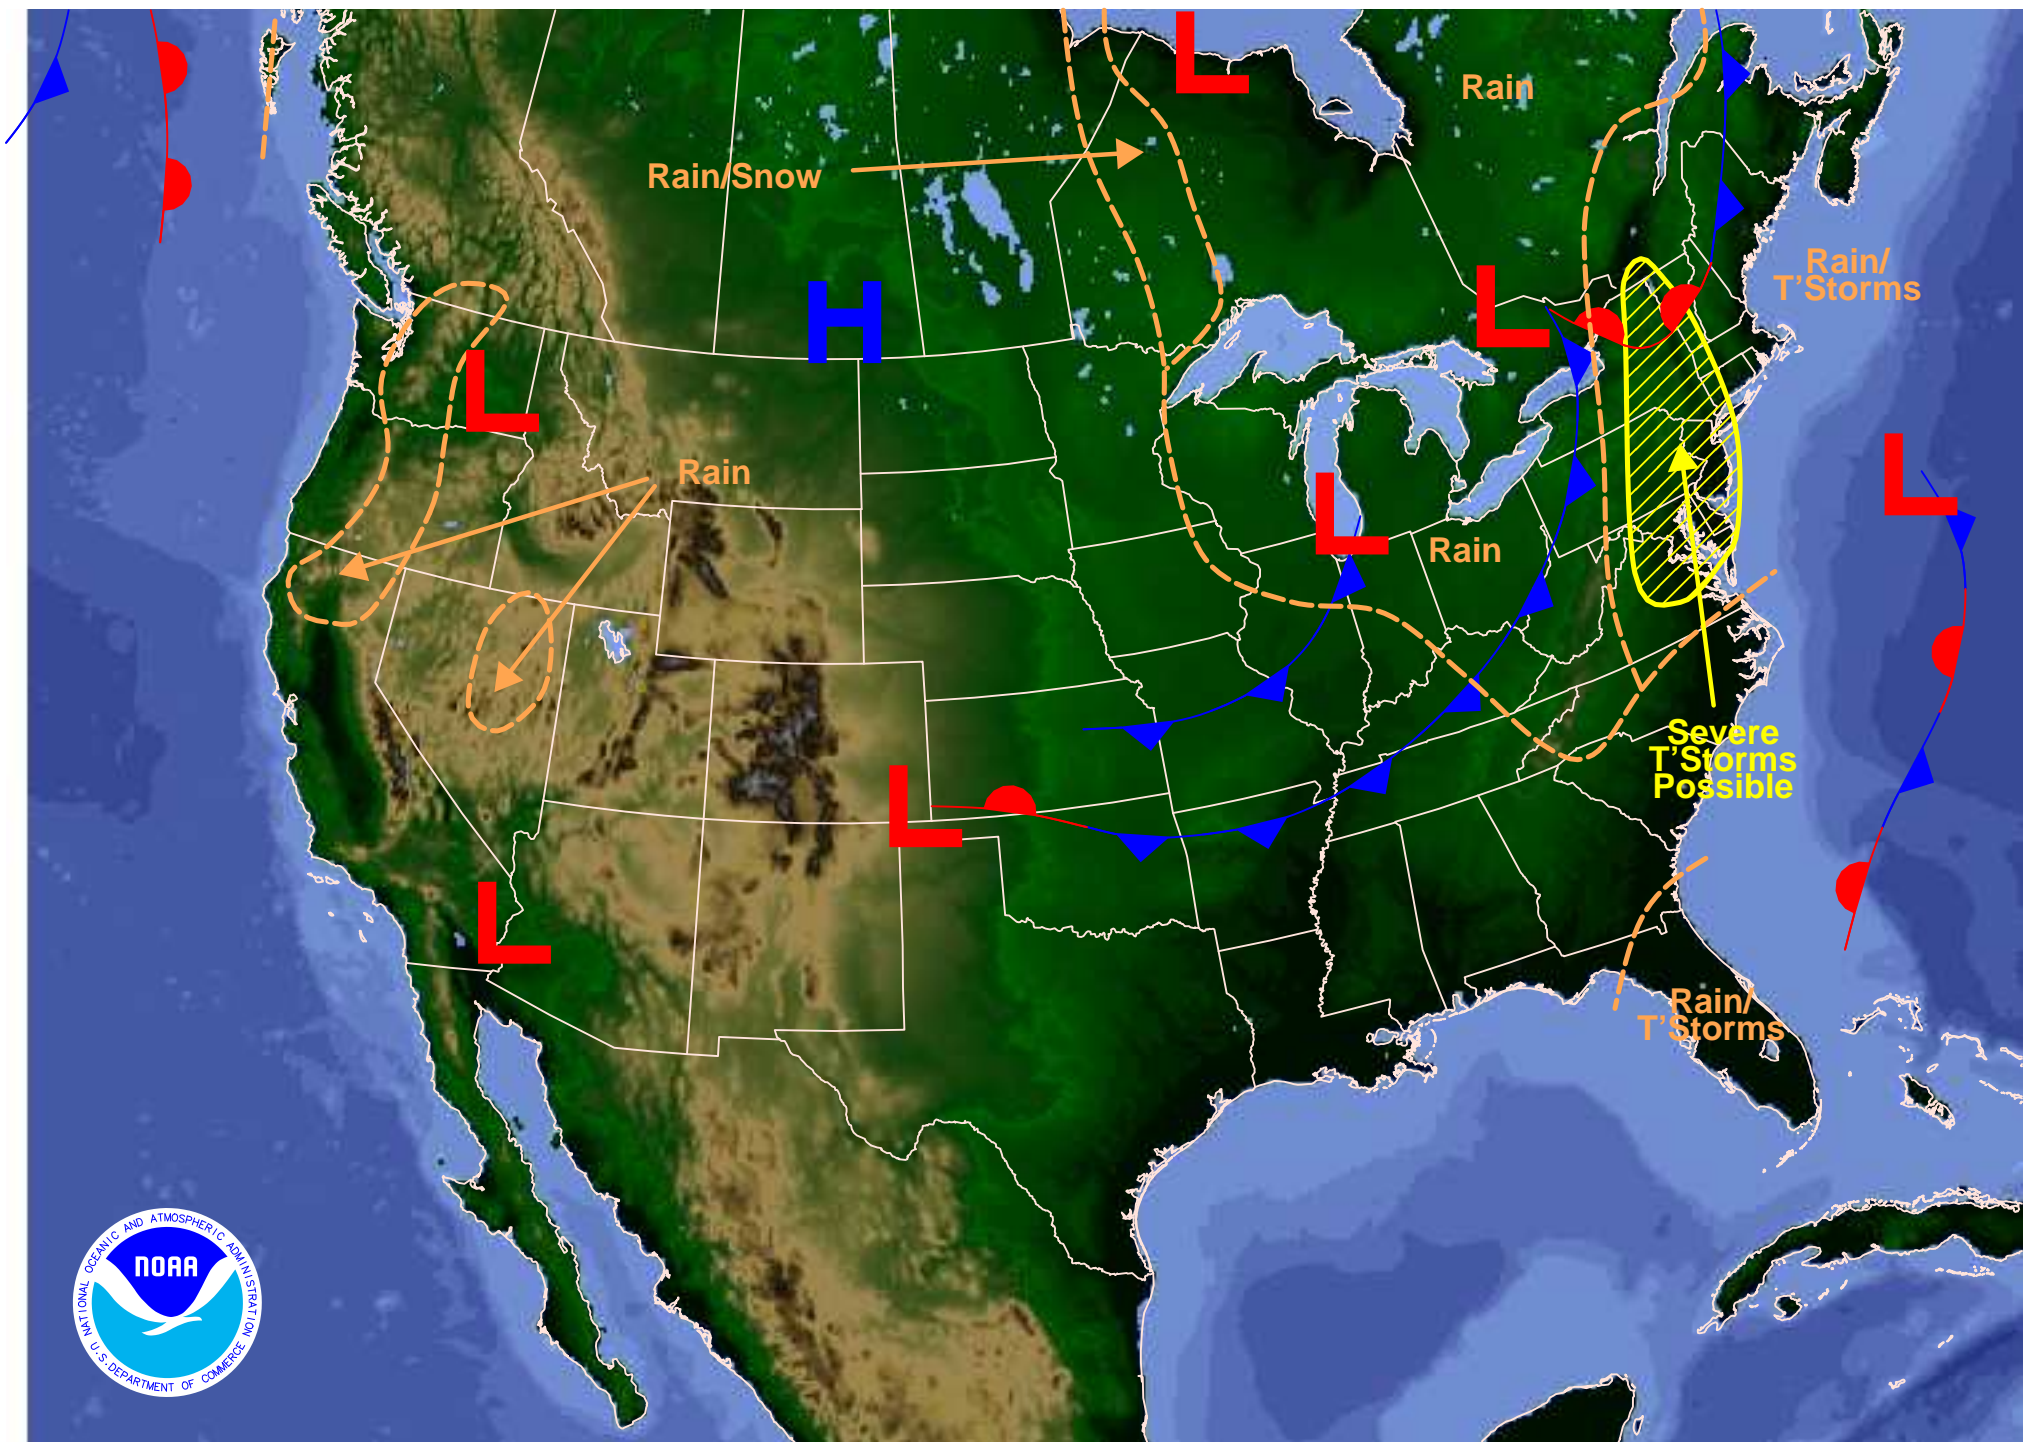 L
Rain
Rain/Snow
Rain/
T'Storms
H
L
L
Rain
L
L
Rain
Severe
T'Storms
Possible
L
L
Rain/
T'Storms
NATIONAL OCEANIC AND ATMOSPHERIC ADMINISTRATION
NOAA
U.S. DEPARTMENT OF COMMERCE